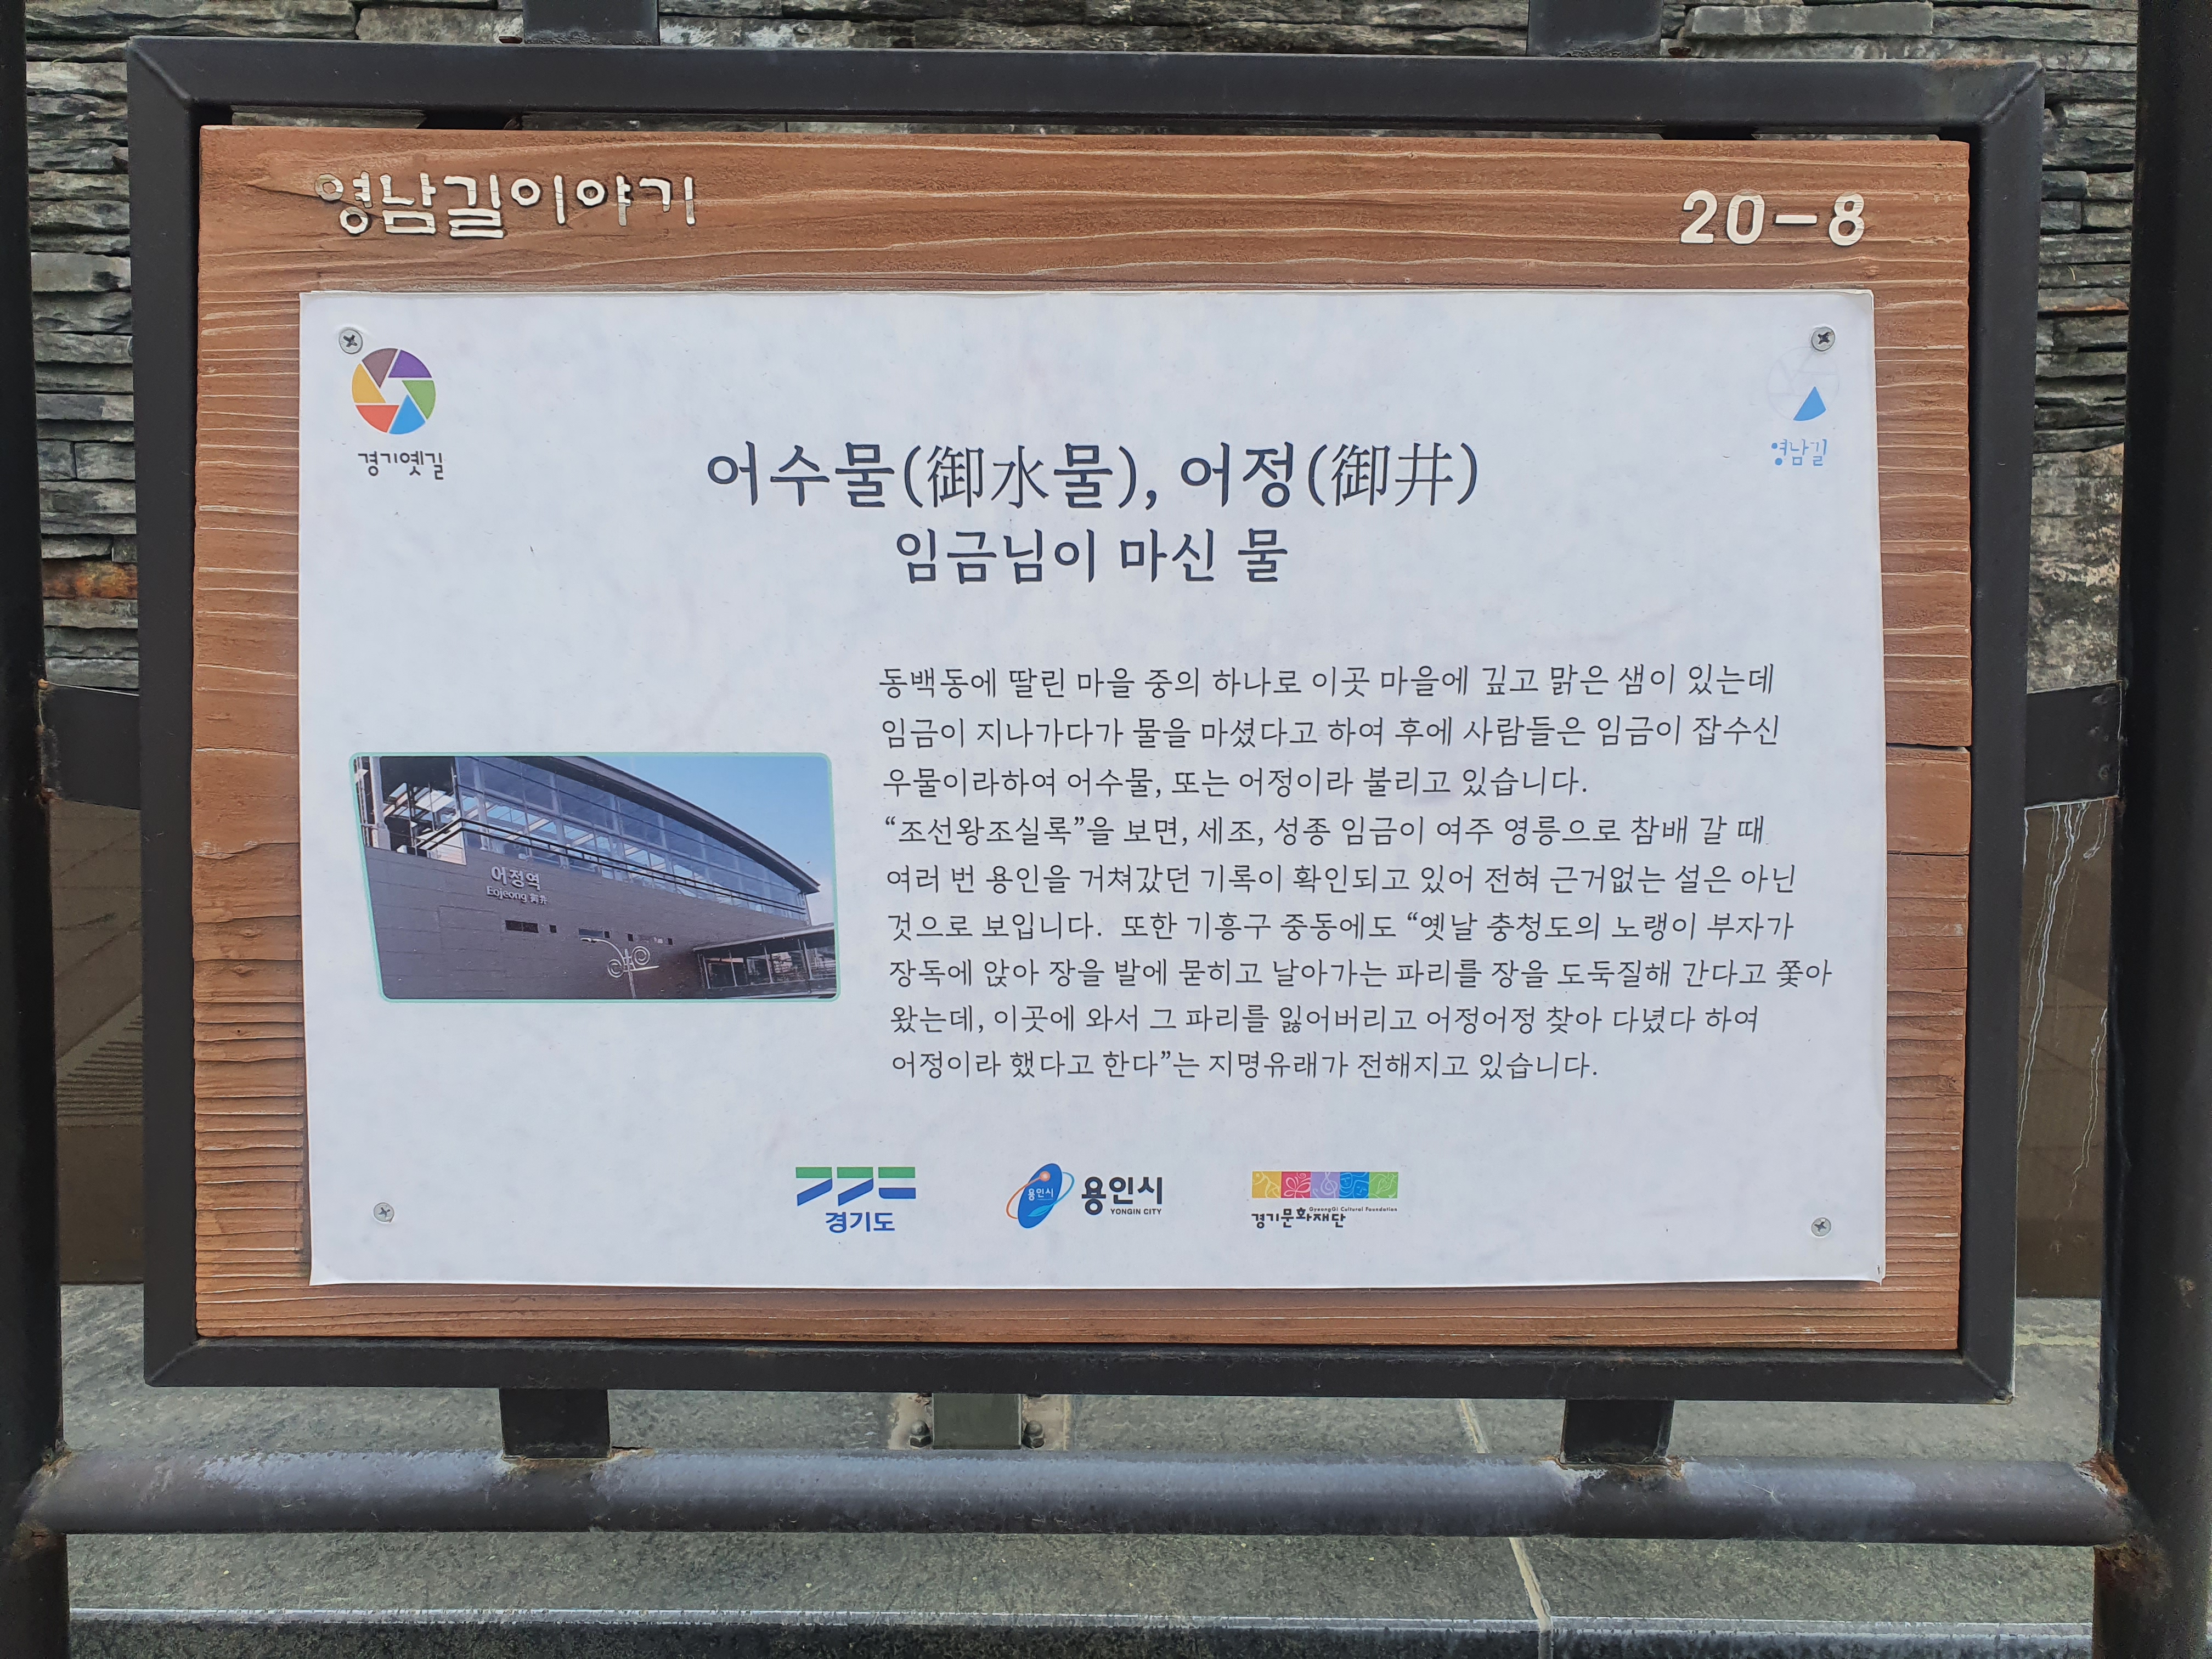 영남길이야기
20-8
경기옛길
영남길
어수물(御水물), 어정(御井)
임금님이 마신 물
동백동에 딸린 마을 중의 하나로 이곳 마을에 깊고 맑은 샘이 있는데
임금이 지나가다가 물을 마셨다고 하여 후에 사람들은 임금이 잡수신
우물이라하여 어수물, 또는 어정이라 불리고 있습니다.
“조선왕조실록”을 보면, 세조, 성종 임금이 여주 영릉으로 참배 갈 때
여러 번 용인을 거쳐갔던 기록이 확인되고 있어 전혀 근거없는 설은 아닌
것으로 보입니다. 또한 기흥구 중동에도 “옛날 충청도의 노랭이 부자가
장독에 앉아 장을 발에 묻히고 날아가는 파리를 장을 도둑질해 간다고 쫓아
왔는데, 이곳에 와서 그 파리를 잃어버리고 어정어정 찾아 다녔다 하여
어정이라 했다고 한다”는 지명유래가 전해지고 있습니다.
어정역
Eojeong 御井
경기도
용인시
용인시
YONGIN CITY
GyeongGi Cultural Foundation
경기문화재단